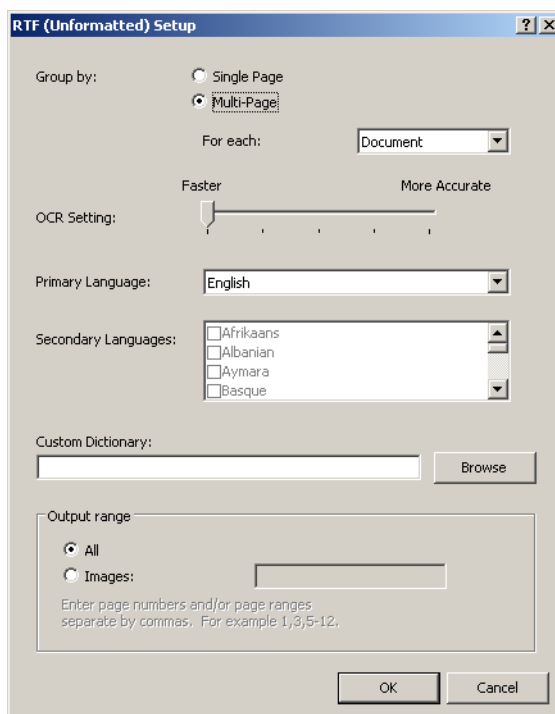 RTF (Unformatted) Setup
Group by:
Single Page
Multi-Page
For each:
Document
Faster
More Accurate
OCR Setting:
Primary Language:
English
Secondary Languages:
Afrikaans
Albanian
Aymara
Basque
Custom Dictionary:
Browse
Output range
All
Images:
Enter page numbers and/or page ranges
separate by commas. For example 1,3,5-12.
OK
Cancel